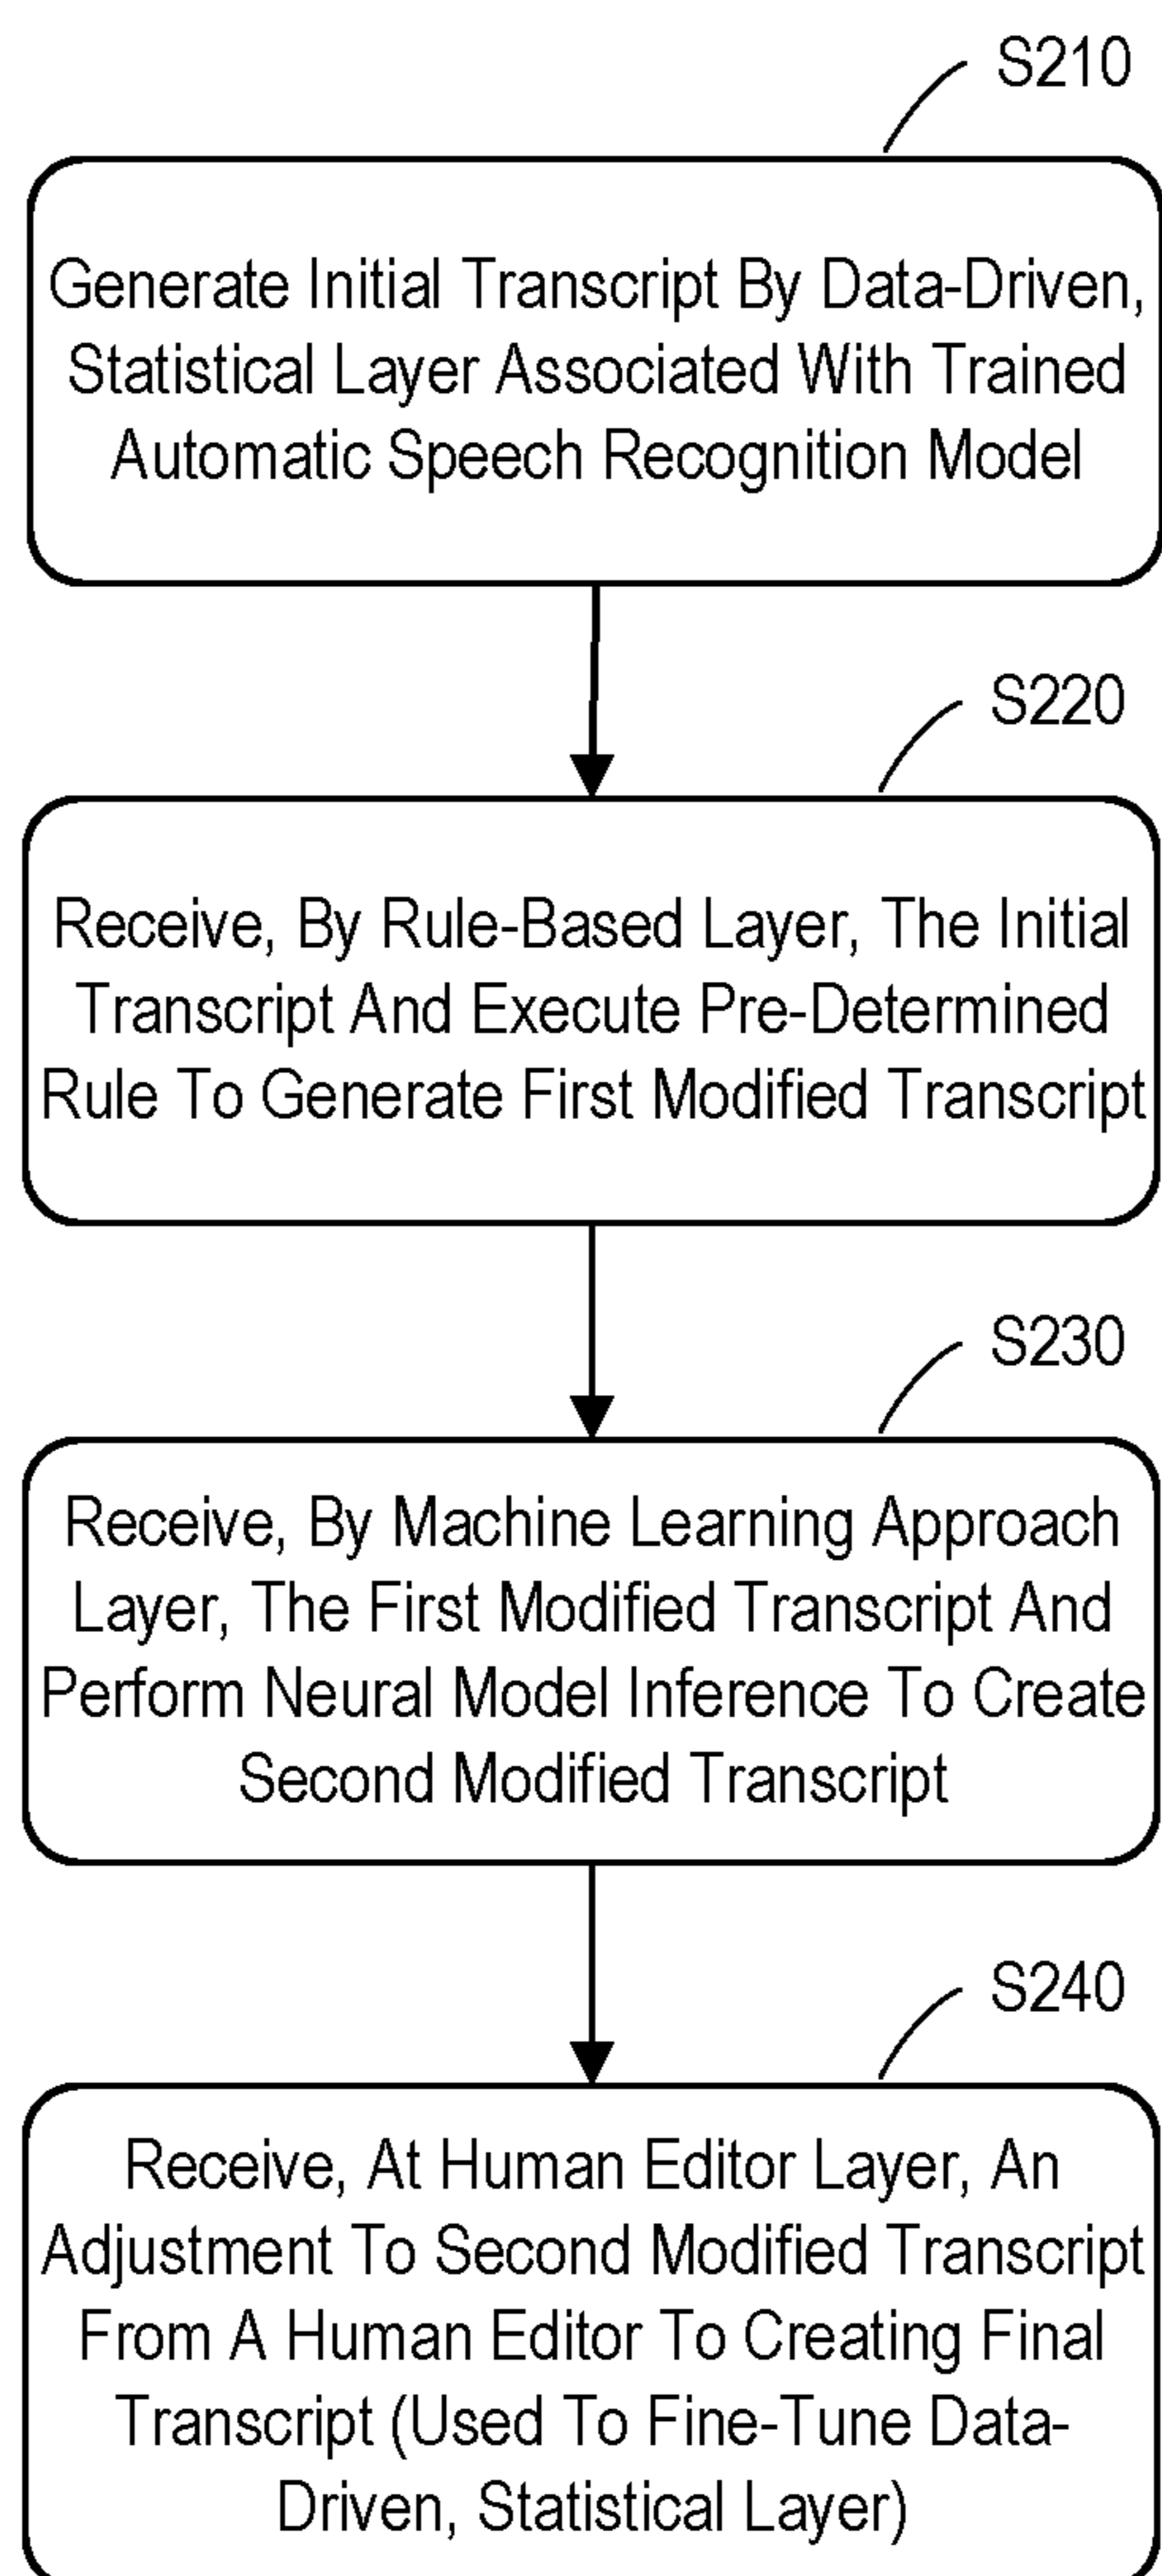 S210
Generate Initial Transcript By Data-Driven,
Statistical Layer Associated With Trained
Automatic Speech Recognition Model
S220
Receive, By Rule-Based Layer, The Initial
Transcript And Execute Pre-Determined
Rule To Generate First Modified Transcript
S230
Receive, By Machine Learning Approach
Layer, The First Modified Transcript And
Perform Neural Model Inference To Create
Second Modified Transcript
S240
Receive, At Human Editor Layer, An
Adjustment To Second Modified Transcript
From A Human Editor To Creating Final
Transcript (Used To Fine-Tune Data-
Driven, Statistical Layer)